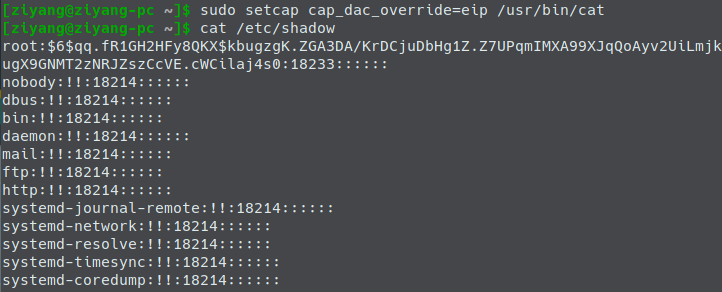 [ziyang@ziyang-pc ~]$ sudo setcap cap_dac_override=eip /usr/bin/cat
[ziyang@ziyang-pc ~]$ cat /etc/shadow
root:$6$qq.fR1GH2HFy8QKX$kbugzgK.ZGA3DA/KrDCjuDbHg1Z.Z7UPqmIMXA99XJqQoAyv2UiLmjk
ugX9GNMT2zNRJZszCcVE.cWCilaj4s0:18233::::::
nobody:!!:18214::::::
dbus:!!:18214::::::
bin:!!:18214::::::
daemon:!!:18214::::::
mail:!!:18214::::::
ftp:!!:18214::::::
http:!!:18214::::::
systemd-journal-remote:!!:18214::::::
systemd-network:!!:18214::::::
systemd-resolve:!!:18214::::::
systemd-timesync:!!:18214::::::
systemd-coredump:!!:18214::::::